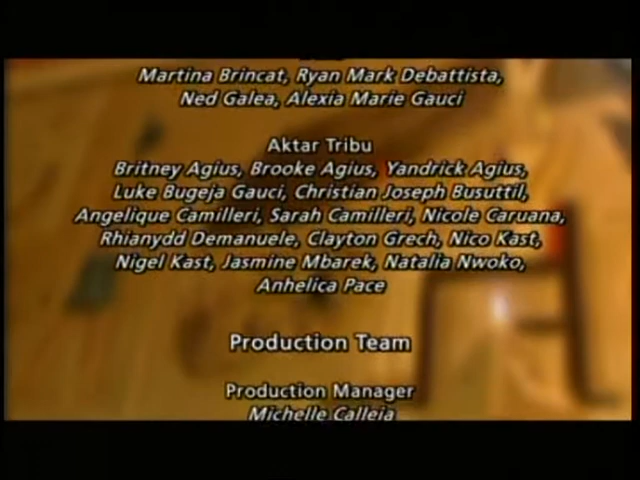 Martina Brincat, Ryan Mark Debattista,
Ned Galea, Alexia Marie Gauci
Aktar Tribu
Britney Agius, Brooke Agius, Yandrick Agius,
Luke Bugeja Gauci, Christian Joseph Busuttil,
Angelique Camilleri, Sarah Camilleri, Nicole Caruana,
Rhianydd Demanuele, Clayton Grech, Nico Kast,
Nigel Kast, Jasmine Mbarek, Natalia Nwoko,
Anhelica Pace
Production Team
Production Manager
Michelle Calleja